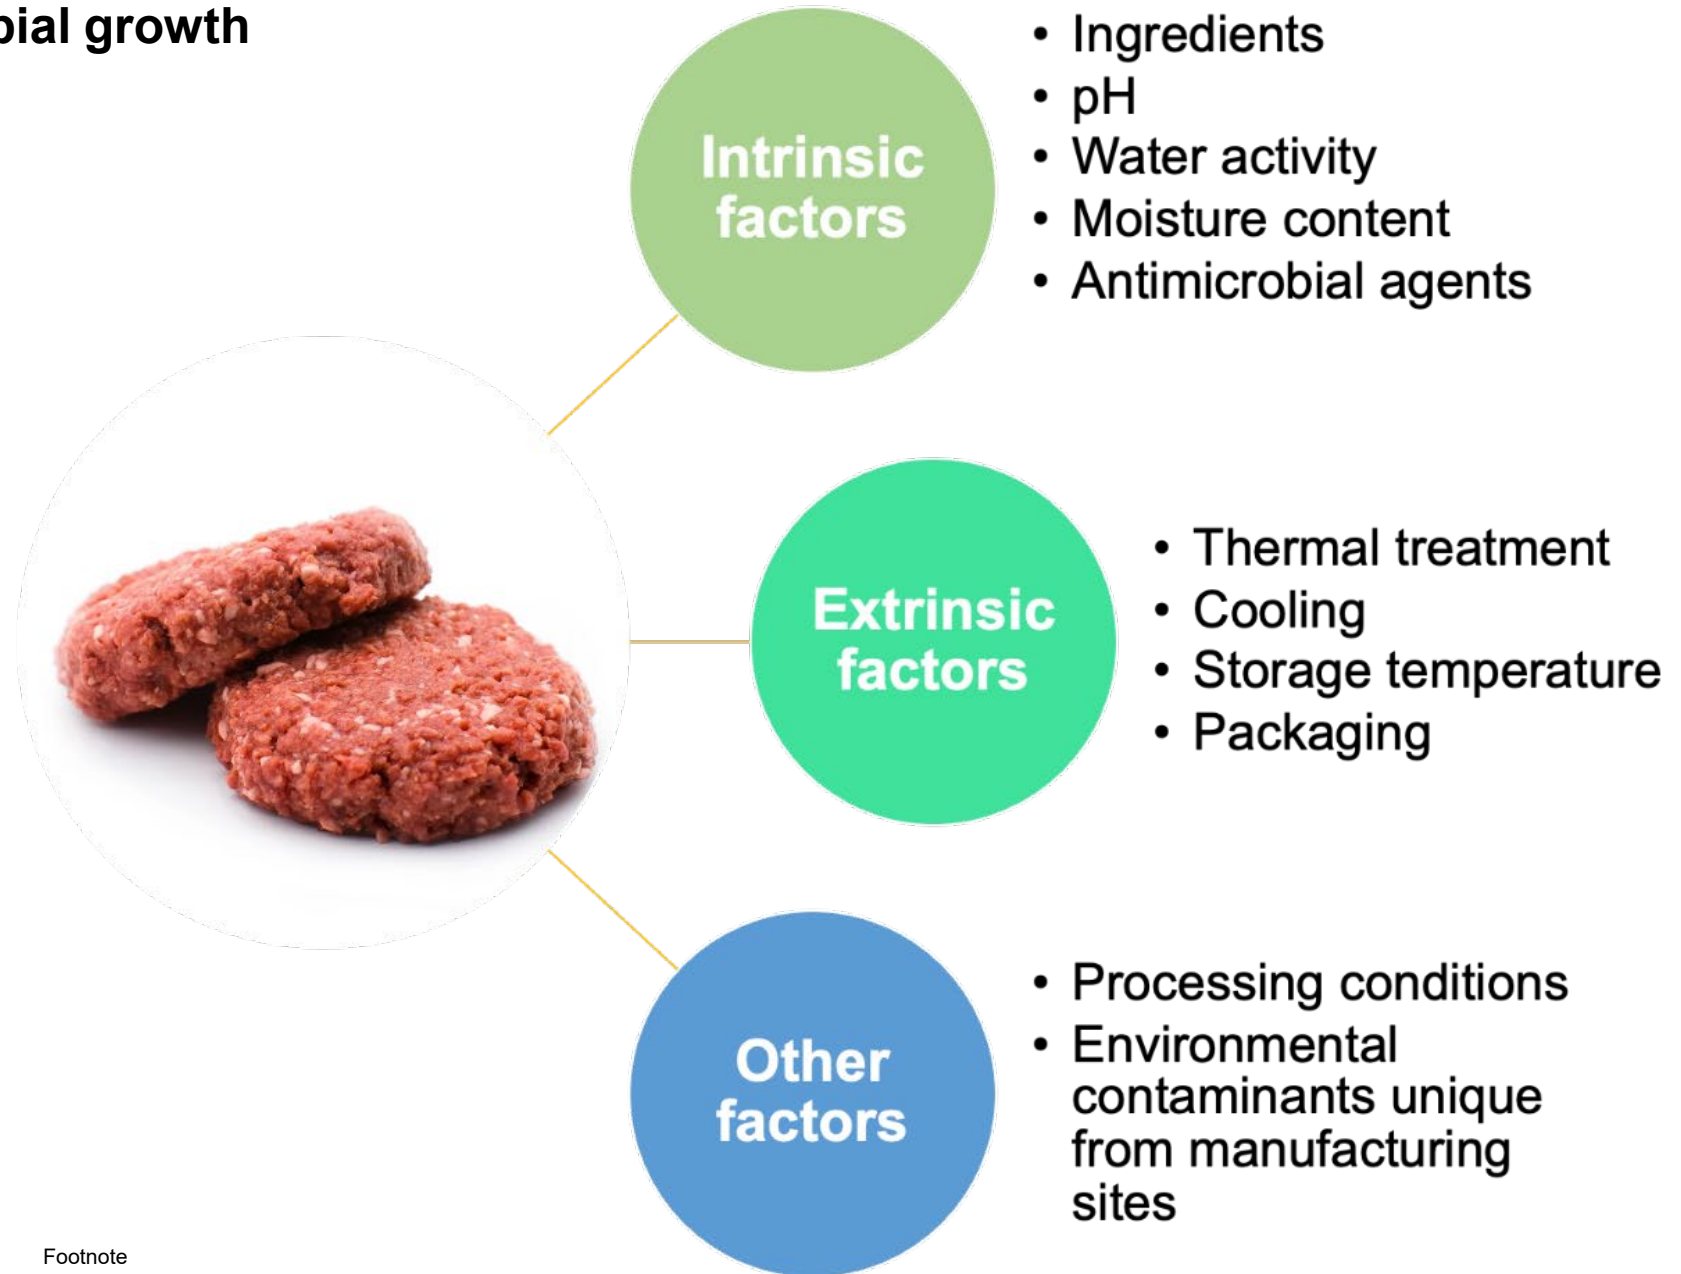 bial growth
Intrinsic
factors
• Ingredients
• pH
• Water activity
• Moisture content
• Antimicrobial agents
Extrinsic
factors
• Thermal treatment
• Cooling
• Storage temperature
• Packaging
Other
factors
• Processing conditions
• Environmental
contaminants unique
from manufacturing
sites
Footnote